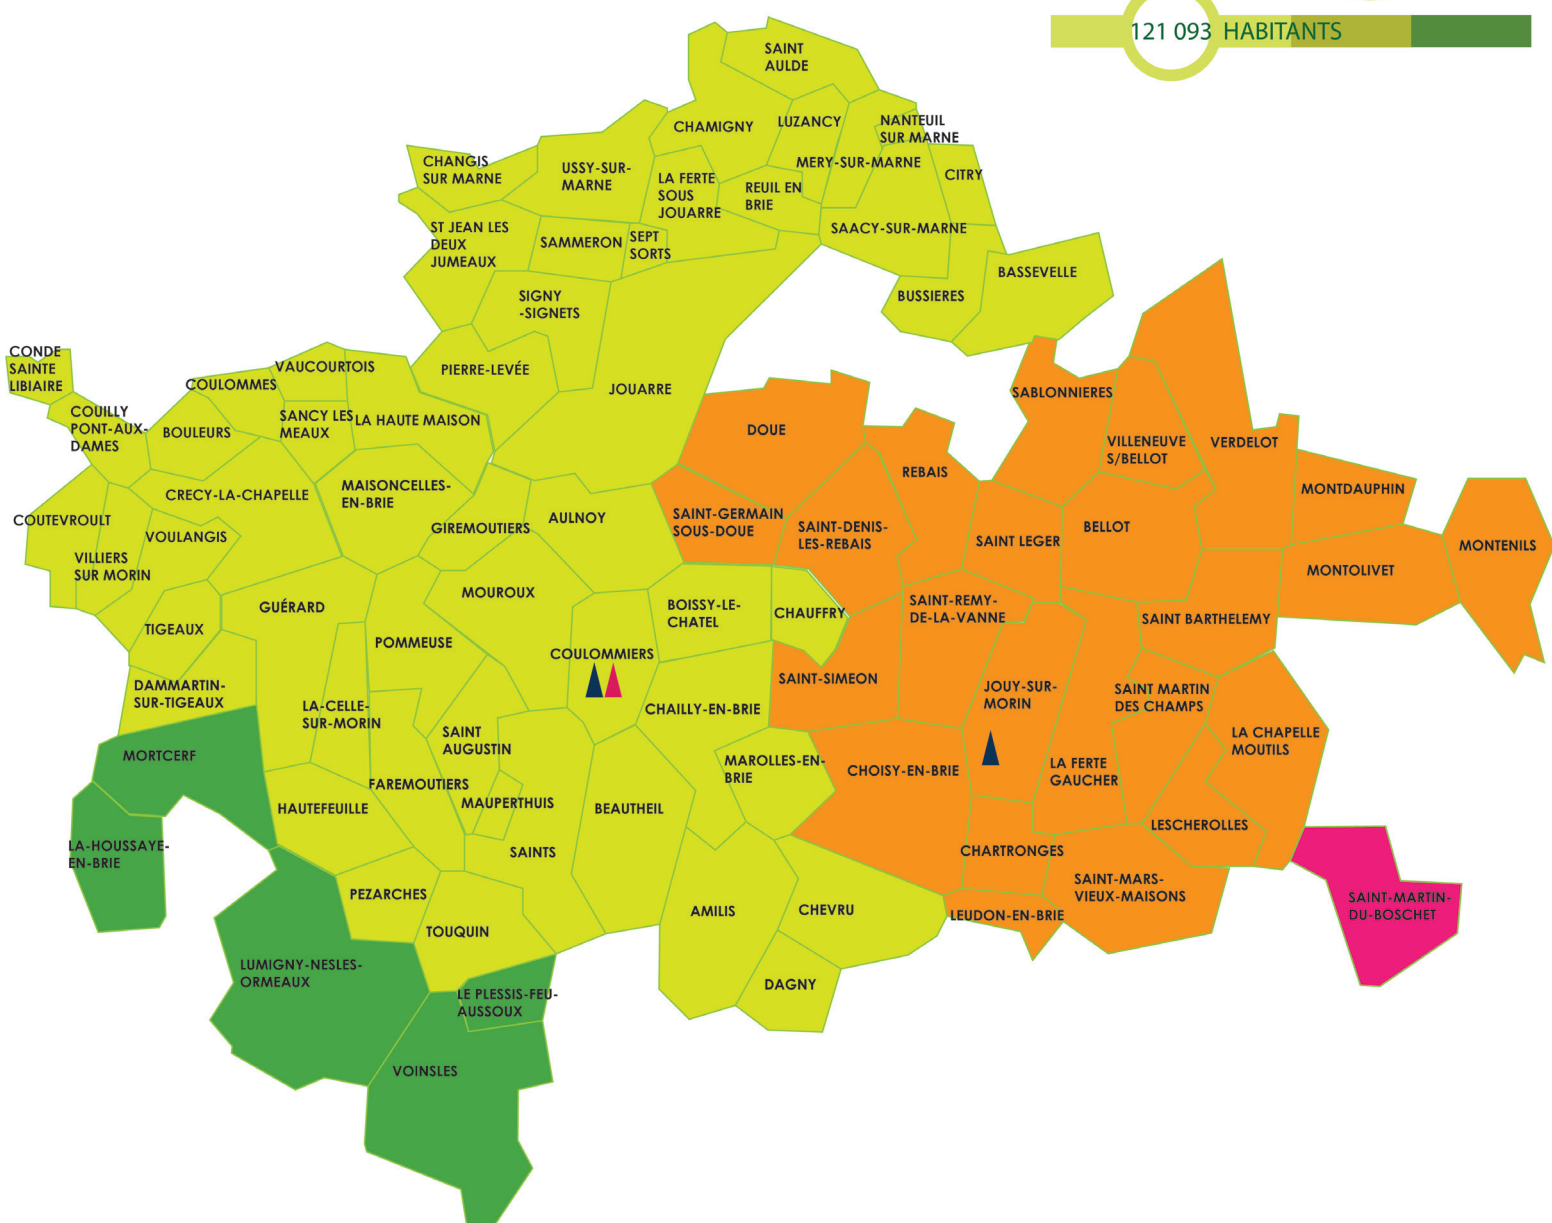 121 093 HABITANTS
SAINT
AULDE
CHAMIGNY
LUZANCY
NANTEUIL
SUR MARNE
CHANGIS
SUR MARNE
USSY-SUR-
MARNE
MERY-SUR-MARNE
CITRY
LA FERTE
SOUS
JOUARRE
REUIL EN
BRIE
ST JEAN LES
DEUX
JUMEAUX
SAMMERON
SEPT
SORTS
SAACY-SUR-MARNE
BASSEVELLE
BUSSIERES
SIGNY
-SIGNETS
CONDE
SAINTE
LIBIAIRE
VAUCOURTOIS
COULOMMES
PIERRE-LEVÉE
JOUARRE
SABLONNIERES
COUILLY
PONT-AUX-
DAMES
BOULEURS
SANCY LES
MEAUX
LA HAUTE MAISON
DOUE
VILLENEUVE
S/BELLOT
VERDELOT
REBAIS
MONTDAUPHIN
CRECY-LA-CHAPELLE
MAISONCELLES-
EN-BRIE
COUTEVROULT
VOULANGIS
GIREMOUTIERS
AULNOY
SAINT-GERMAIN
SOUS-DOUE
SAINT-DENIS-
LES-REBAIS
SAINT LEGER
BELLOT
MONTENILS
VILLIERS
SUR MORIN
MONTOLIVET
GUÉRARD
MOUROUX
BOISSY-LE-
CHATEL
CHAUFFRY
SAINT-REMY-
DE-LA-VANNE
SAINT BARTHELEMY
TIGEAUX
POMMEUSE
COULOMMIERS
SAINT-SIMEON
DAMMARTIN-
SUR-TIGEAUX
LA-CELLE-
SUR-MORIN
CHAILLY-EN-BRIE
JOUY-SUR-
MORIN
SAINT MARTIN
DES CHAMPS
SAINT
AUGUSTIN
LA CHAPELLE
MOUTILS
MORTCERF
MAROLLES-EN-
BRIE
CHOISY-EN-BRIE
LA FERTE
GAUCHER
FAREMOUTIERS
HAUTEFEUILLE
MAUPERTHUIS
BEAUTHEIL
LESCHEROLLES
LA-HOUSSAYE-
EN-BRIE
SAINTS
CHARTRONGES
PEZARCHES
SAINT-MARS-
VIEUX-MAISONS
SAINT-MARTIN-
DU-BOSCHET
AMILIS
CHEVRU
LEUDON-EN-BRIE
TOUQUIN
LUMIGNY-NESLES-
ORMEAUX
DAGNY
LE PLESSIS-FEU-
AUSSOUX
VOINSLES